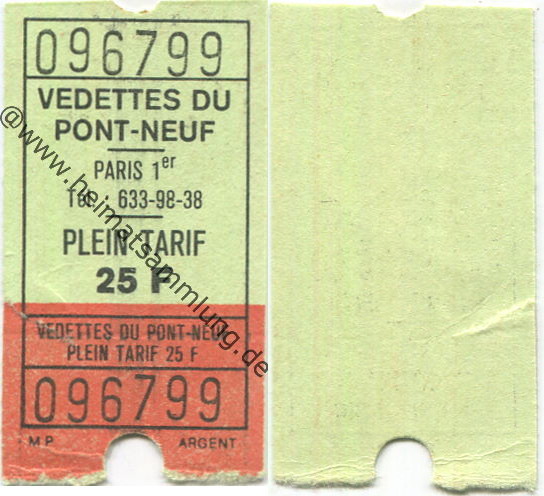 096799
VEDETTES DU
PONT-NEUF
PARIS 1er
Tél. 633-98-38
PLEIN TARIF
25 F
VEDETTES DU PONT-NEUF
PLEIN TARIF 25 F
096799
M P ARGENT
@www.heimatsammlung.de